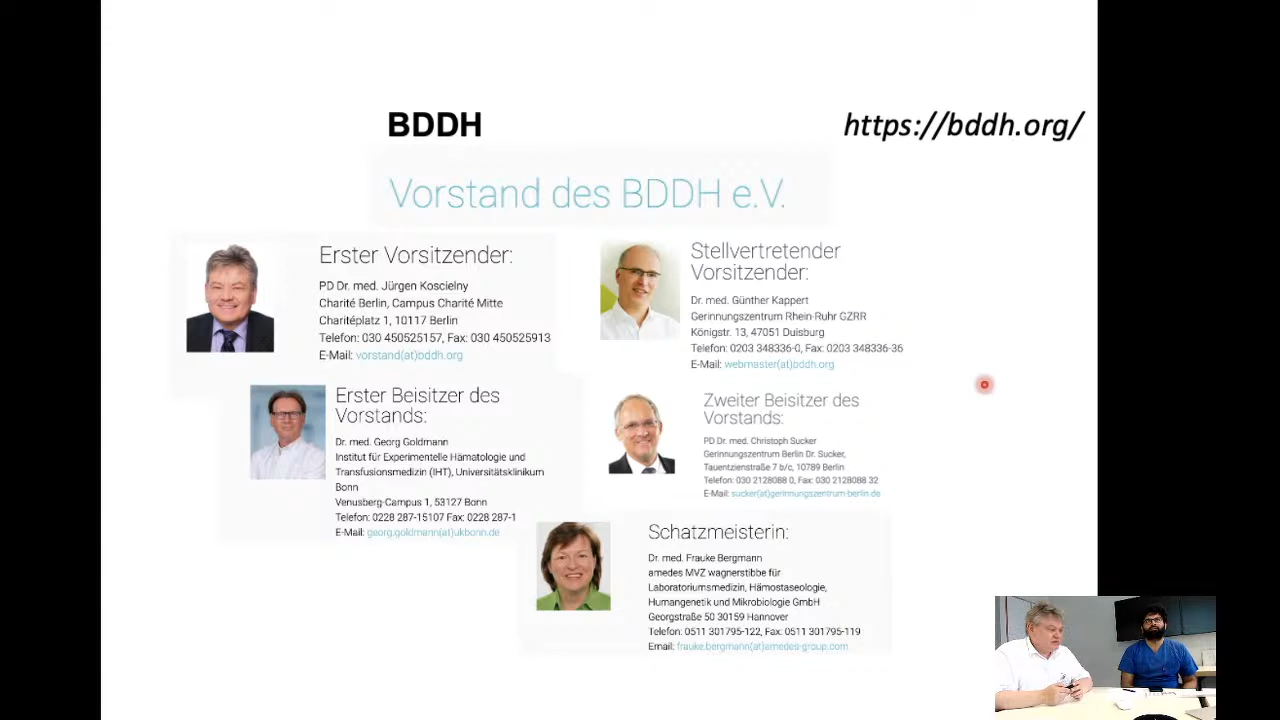 BDDH
https://bddh.org/
Vorstand des BDDH e.V.
Erster Vorsitzender:
PD Dr. med. Jürgen Koscielny
Charité Berlin, Campus Charité Mitte
Charitéplatz 1, 10117 Berlin
Telefon: 030 450525157, Fax: 030 450525913
E-Mail: vorstand(at)bddh.org
Stellvertretender
Vorsitzender:
Dr. med. Günther Kappert
Gerinnungszentrum Rhein-Ruhr GZRR
Königstr. 13, 47051 Duisburg
Telefon: 0203 348336-0, Fax: 0203 348336-36
E-Mail: webmaster(at)bddh.org
Erster Beisitzer des
Vorstands:
Dr. med. Georg Goldmann
Institut für Experimentelle Hämatologie und
Transfusionsmedizin (IHT), Universitätsklinikum
Bonn
Venusberg-Campus 1, 53127 Bonn
Telefon: 0228 287-15107 Fax: 0228 287-1
E-Mail: georg.goldmann(at)ukbonn.de
Zweiter Beisitzer des
Vorstands:
PD Dr. med. Christoph Sucker
Gerinnungszentrum Berlin Dr. Sucker,
Tauentzienstraße 7 b/c, 10789 Berlin
Telefon: 030 2128088 0, Fax: 030 2128088 32
E-Mail: sucker(at)gerinnungszentrum-berlin.de
Schatzmeisterin:
Dr. med. Frauke Bergmann
amedes MVZ wagnerstibbe für
Laboratoriumsmedizin, Hämostaseologie,
Humangenetik und Mikrobiologie GmbH
Georgstraße 50 30159 Hannover
Telefon: 0511 301795-122, Fax: 0511 301795-119
Email: frauke.bergmann(at)amedes-group.com